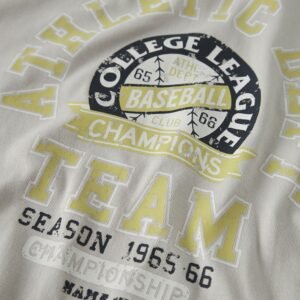 ATHLETIC
COLLEGE LEAGUE
ATHL
DEPT
65
BASEBALL
66
CLUB
CHAMPIONS
TEAM
SEASON 1965-66
CHAMPIONSHIP